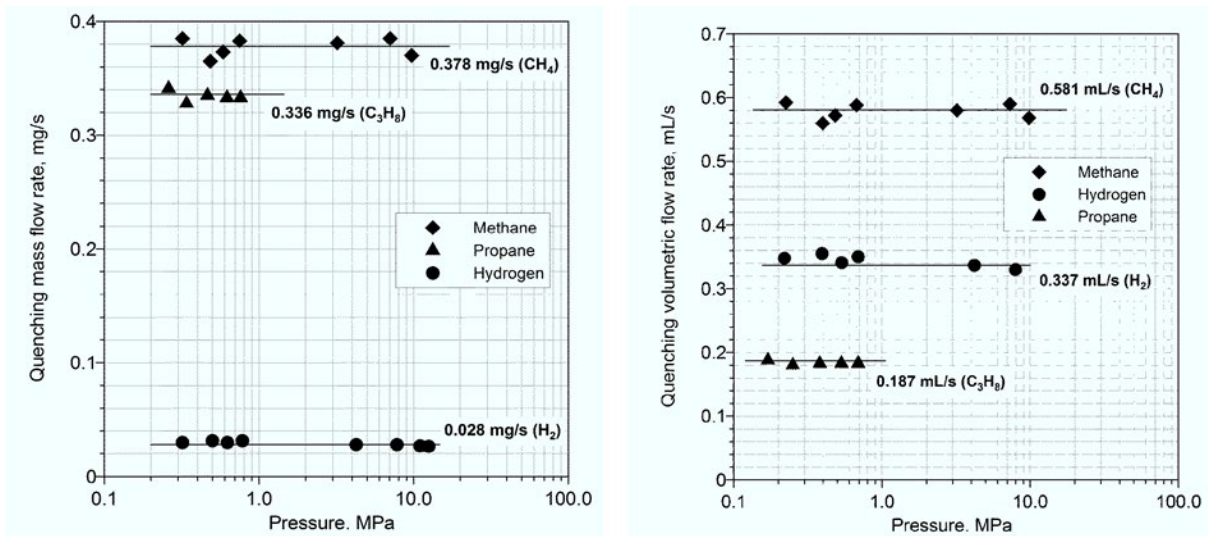 0.4
0.3
0.2
0.1
0
Quenching mass flow rate, mg/s
0.378 mg/s (CH₄)
0.336 mg/s (C₃H₈)
Methane
Propane
Hydrogen
0.028 mg/s (H₂)
0.1
1.0
10.0
100.0
Pressure. MPa
0.7
0.6
0.5
0.4
0.3
0.2
0.1
0
Quenching volumetric flow rate, mL/s
0.581 mL/s (CH₄)
Methane
Hydrogen
Propane
0.337 mL/s (H₂)
0.187 mL/s (C₃H₈)
0.1
1.0
10.0
100.0
Pressure. MPa